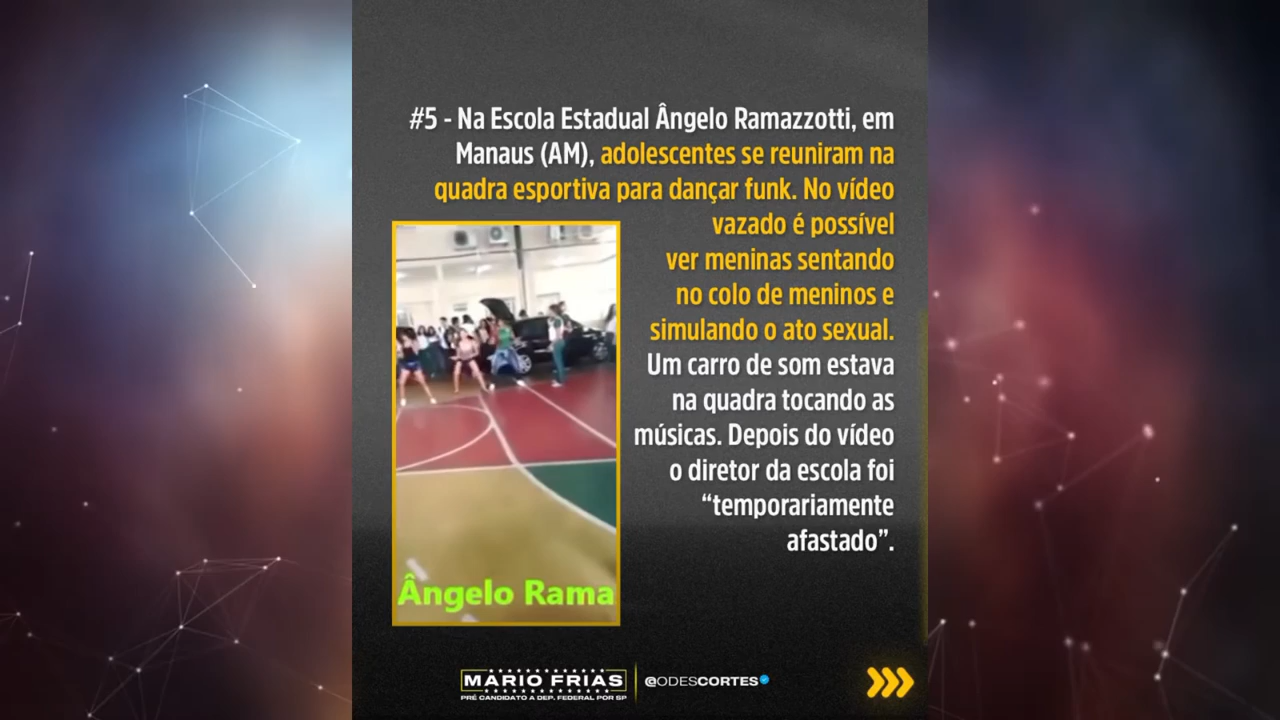 #5 - Na Escola Estadual Ângelo Ramazzotti, em
Manaus (AM), adolescentes se reuniram na
quadra esportiva para dançar funk. No vídeo
vazado é possível
ver meninas sentando
no colo de meninos e
simulando o ato sexual.
Um carro de som estava
na quadra tocando as
músicas. Depois do vídeo
o diretor da escola foi
“temporariamente
afastado”.
Ângelo Rama
MARIO FRIAS
PRÉ CANDIDATO A DEP. FEDERAL POR SP
@ODESCORTES